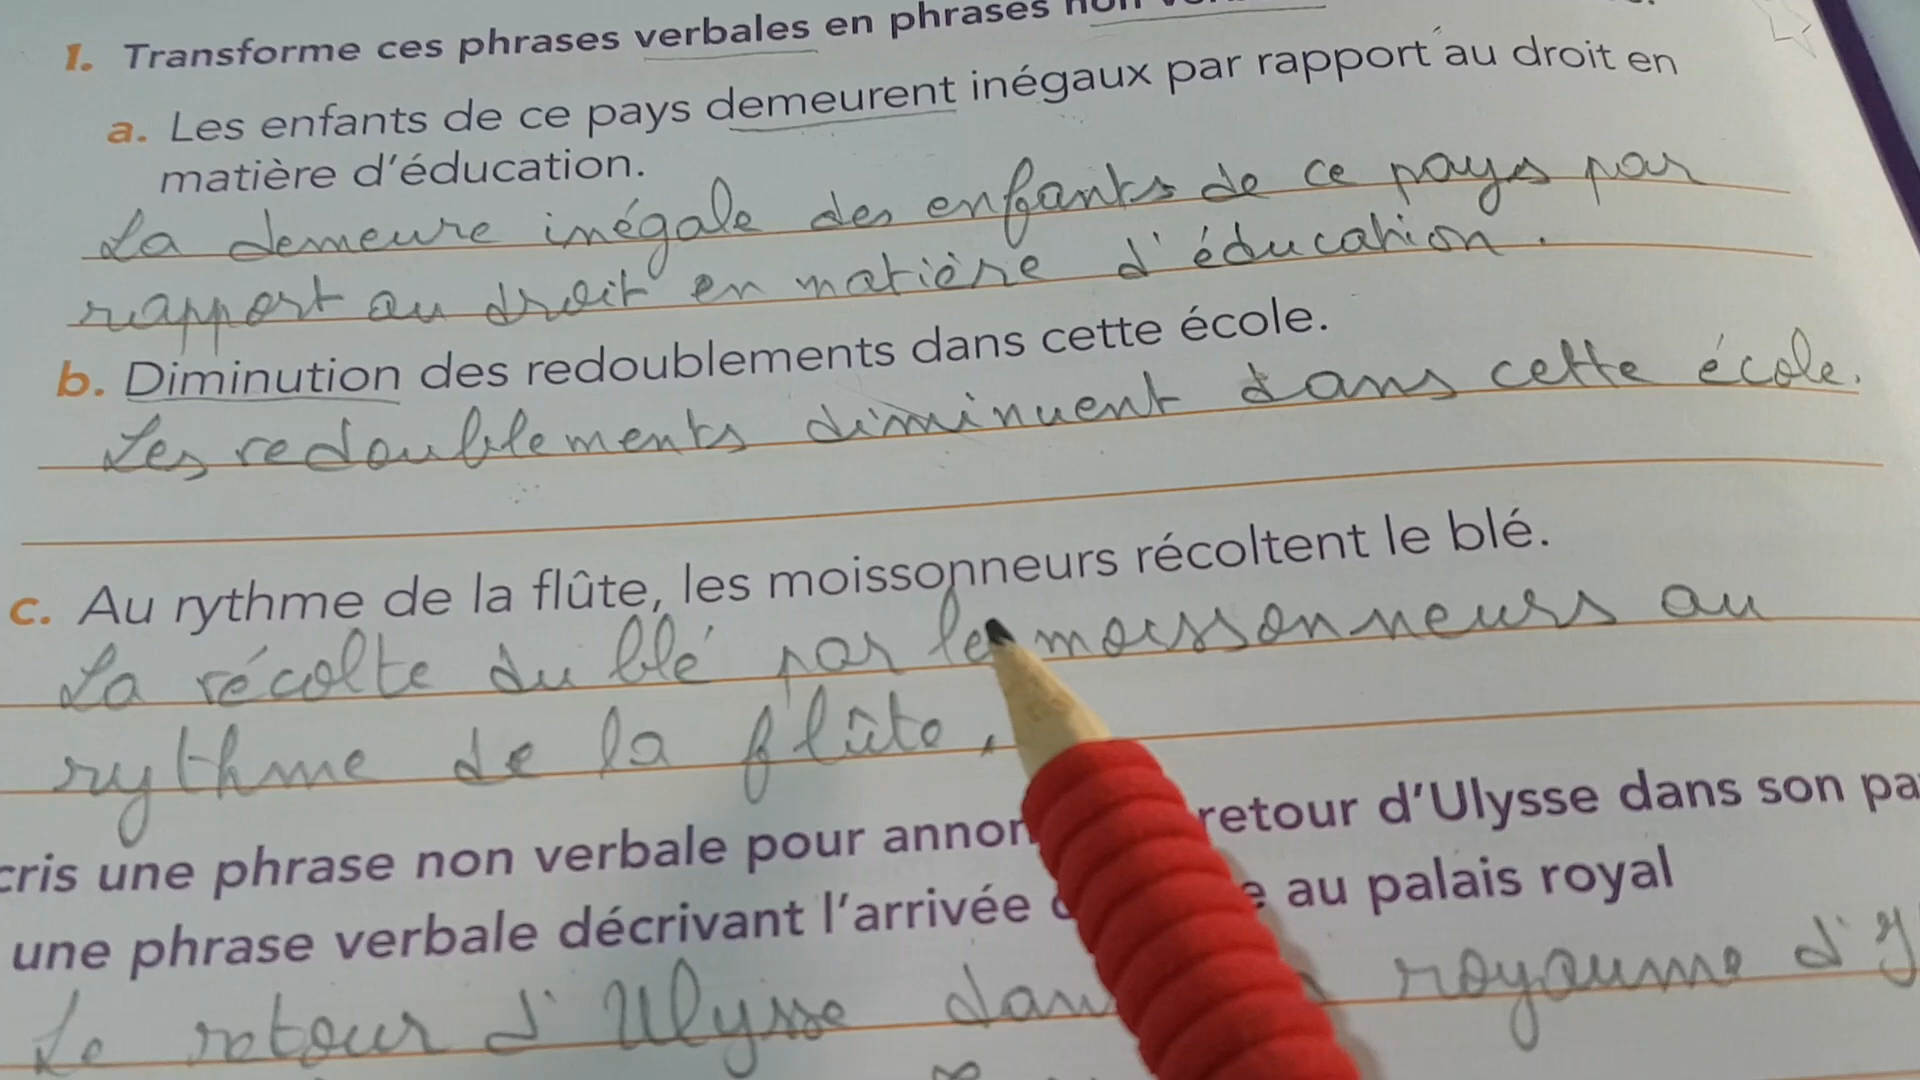 1. Transforme ces phrases verbales en phrases non
a. Les enfants de ce pays demeurent inégaux par rapport au droit en
matière d'éducation.
La demeure inégale des enfants de ce pays par
rapport au droit en matière d'éducation.
b. Diminution des redoublements dans cette école.
Les redoublements diminuent dans cette école.
c. Au rythme de la flûte, les moissonneurs récoltent le blé.
La récolte du blé par les moissonneurs au
rythme de la flûte.
cris une phrase non verbale pour annon retour d'Ulysse dans son pa
une phrase verbale décrivant l'arrivée au palais royal
Le retour d'Ulysse dans royaume d'